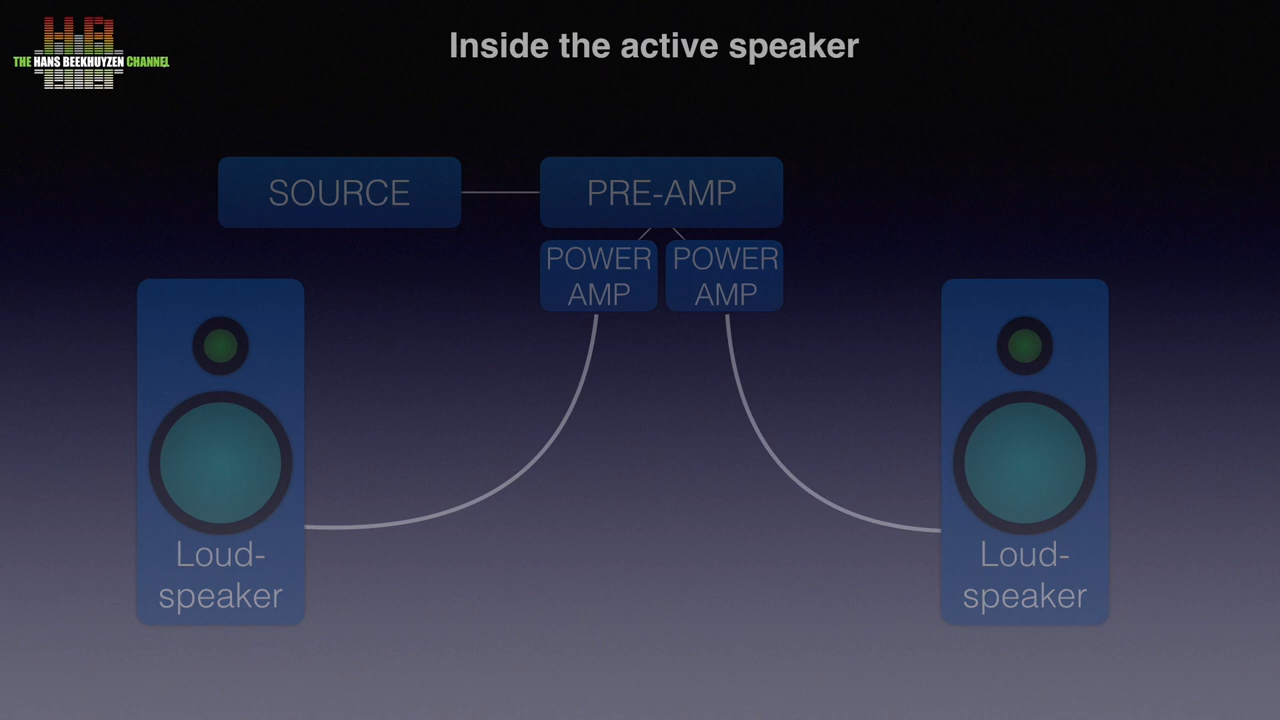 THE HANS BEEKHUYZEN CHANNEL
Inside the active speaker
SOURCE
PRE-AMP
POWER
AMP
POWER
AMP
Loud-
speaker
Loud-
speaker